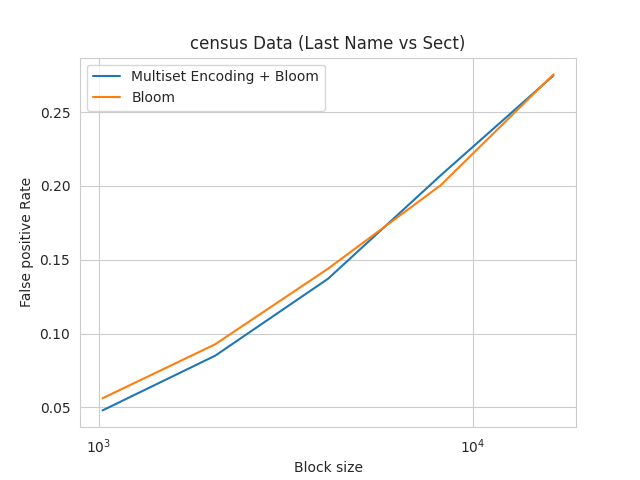 census Data (Last Name vs Sect)
Multiset Encoding + Bloom
Bloom
False positive Rate
0.25
0.20
0.15
0.10
0.05
10³
10⁴
Block size